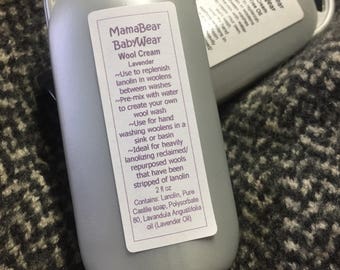 MamaBear
BabyWear
Wool Cream
Lavender
~Use to replenish
lanolin in woolens
between washes
~Pre-mix with water
to create your own
wool wash
~Use for hand
washing woolens in a
sink or basin
~Ideal for heavily
lanolizing reclaimed/
repurposed wools
that have been
stripped of lanolin
2 fl oz
Contains: Lanolin, Pure
Castile soap, Polysorbate
80, Lavandula Angustifolia
oil (Lavender Oil)